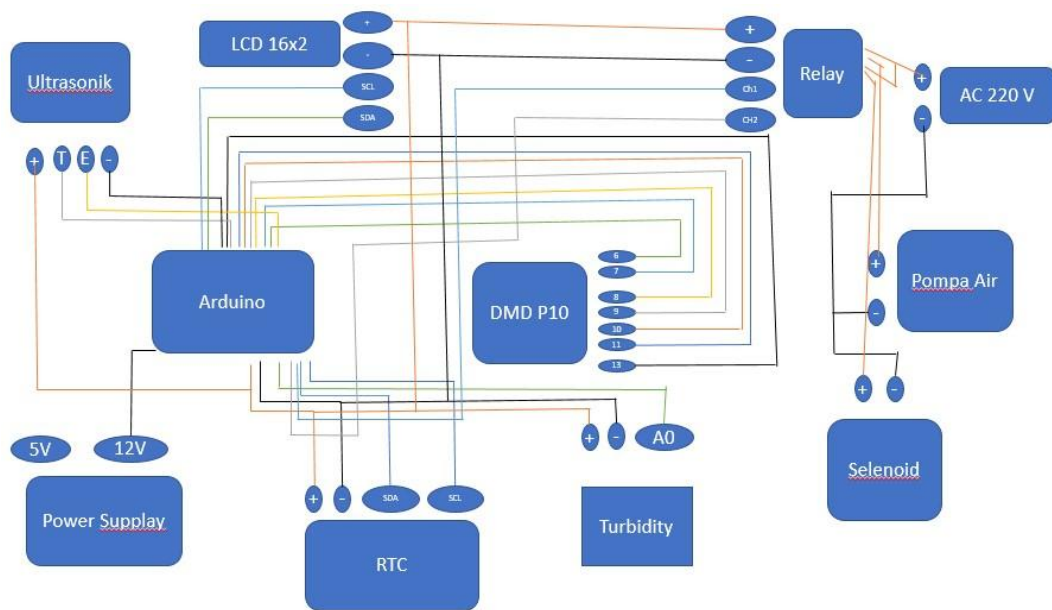 LCD 16x2
+
-
SCL
SDA
Ultrasonik
+
T
E
-
+
-
Ch1
CH2
Relay
+
-
AC 220 V
Arduino
DMD P10
6
7
8
9
10
11
13
+
-
Pompa Air
5V
12V
Power Supplay
+
-
SDA
SCL
RTC
+
-
A0
Turbidity
+
-
Selenoid